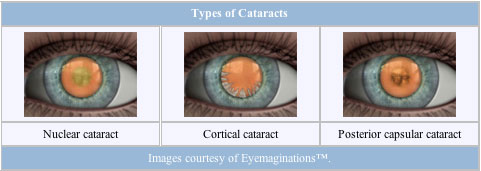 Types of Cataracts
Nuclear cataract
Cortical cataract
Posterior capsular cataract
Images courtesy of Eyemaginations™.